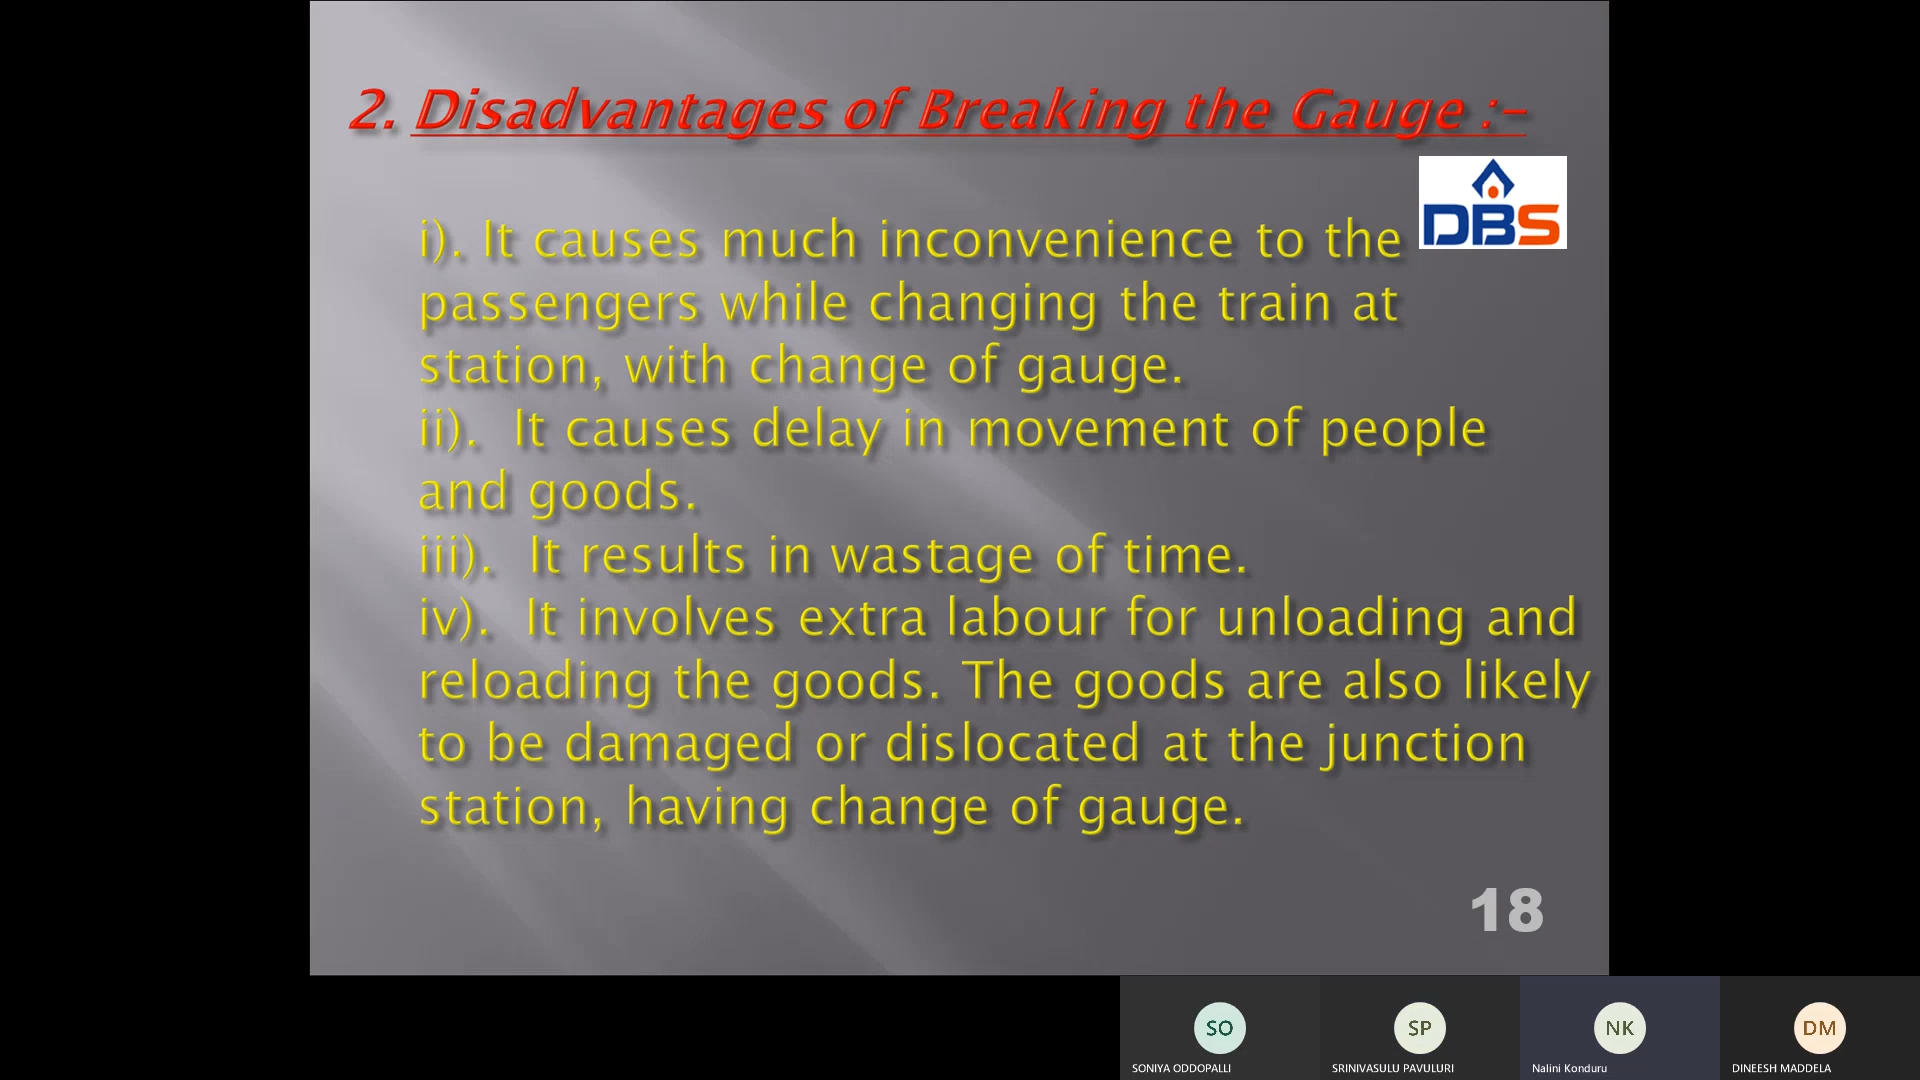 2. Disadvantages of Breaking the Gauge :-
DBS
i). It causes much inconvenience to the
passengers while changing the train at
station, with change of gauge.
ii).  It causes delay in movement of people
and goods.
iii).  It results in wastage of time.
iv).  It involves extra labour for unloading and
reloading the goods. The goods are also likely
to be damaged or dislocated at the junction
station, having change of gauge.
18
SO
SP
NK
DM
SONIYA ODDOPALLI
SRINIVASULU PAVULURI
Nalini Konduru
DINEESH MADDELA